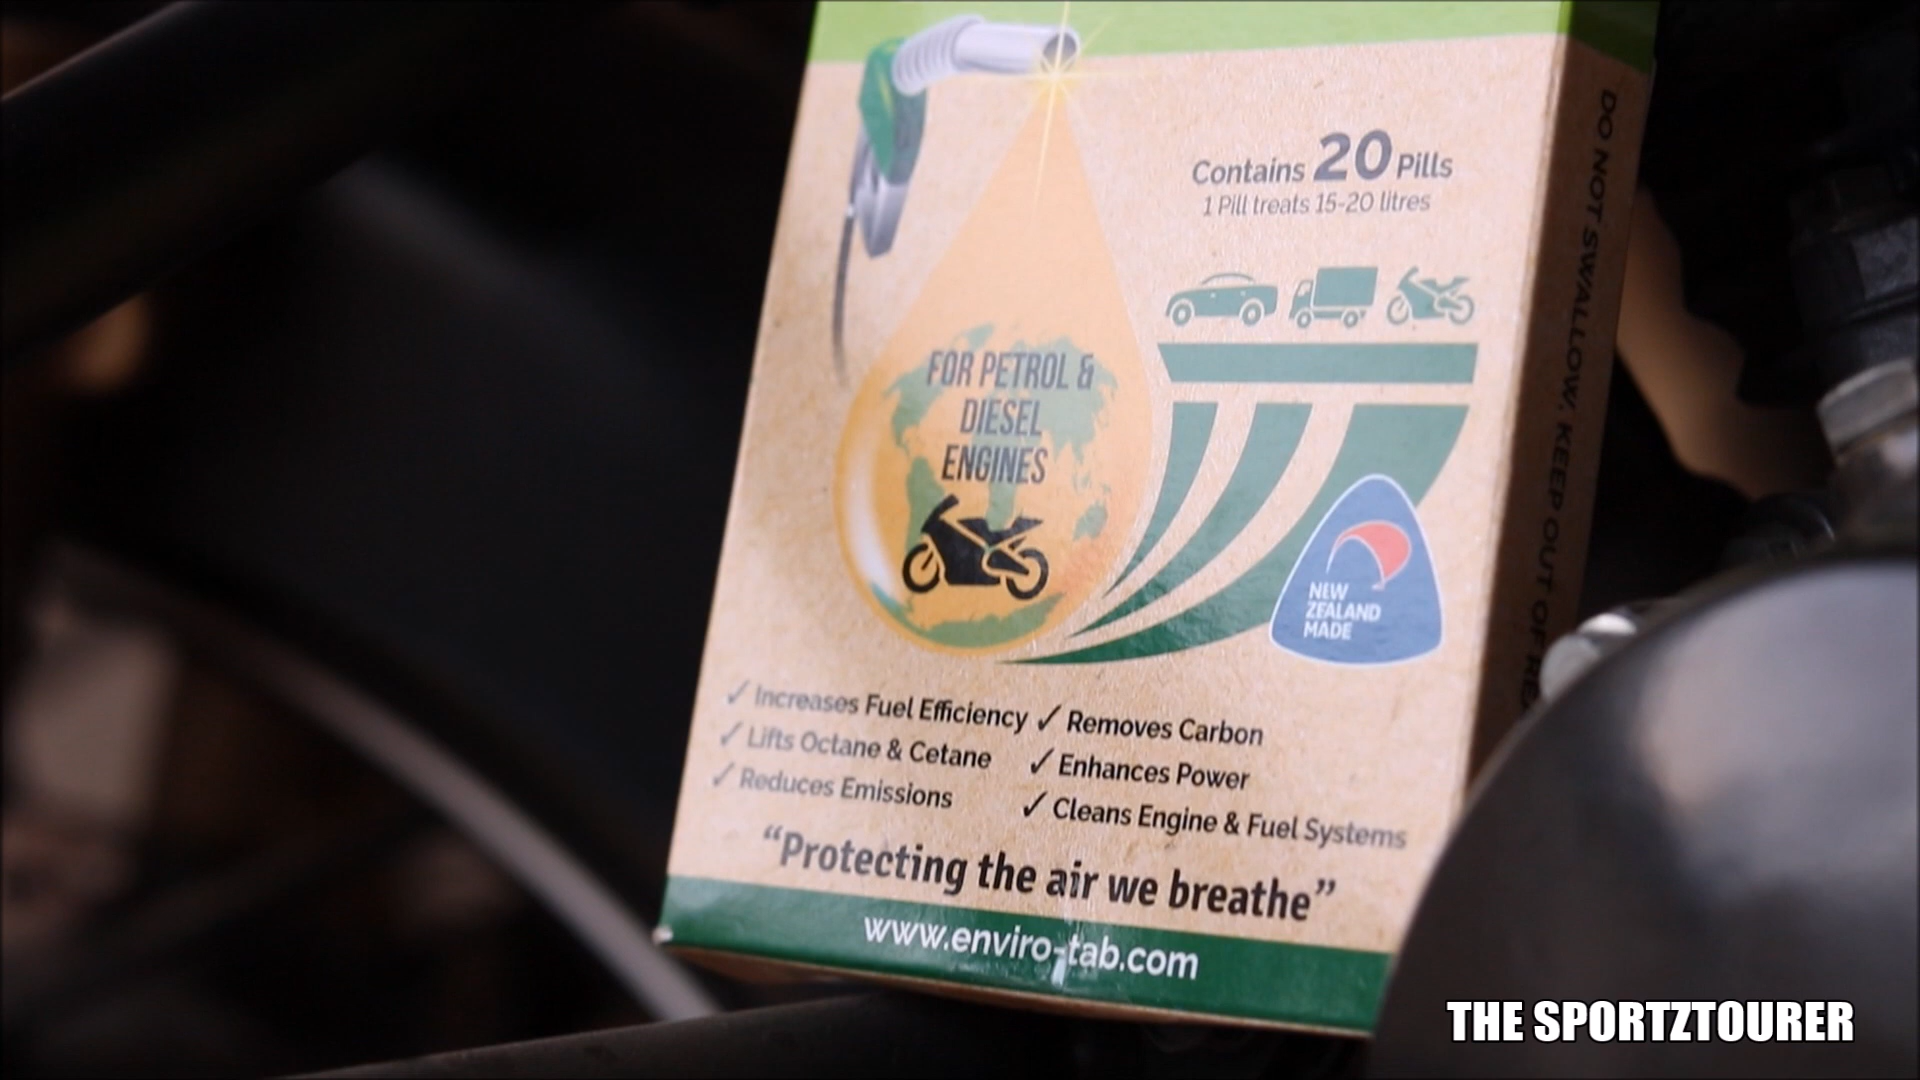 Contains 20 Pills
1 Pill treats 15-20 litres
FOR PETROL &
DIESEL
ENGINES
NEW
ZEALAND
MADE
✓ Increases Fuel Efficiency ✓ Removes Carbon
✓ Lifts Octane & Cetane ✓ Enhances Power
✓ Reduces Emissions ✓ Cleans Engine & Fuel Systems
“Protecting the air we breathe”
www.enviro-tab.com
DO NOT SWALLOW. KEEP OUT OF
THE SPORTZTOURER